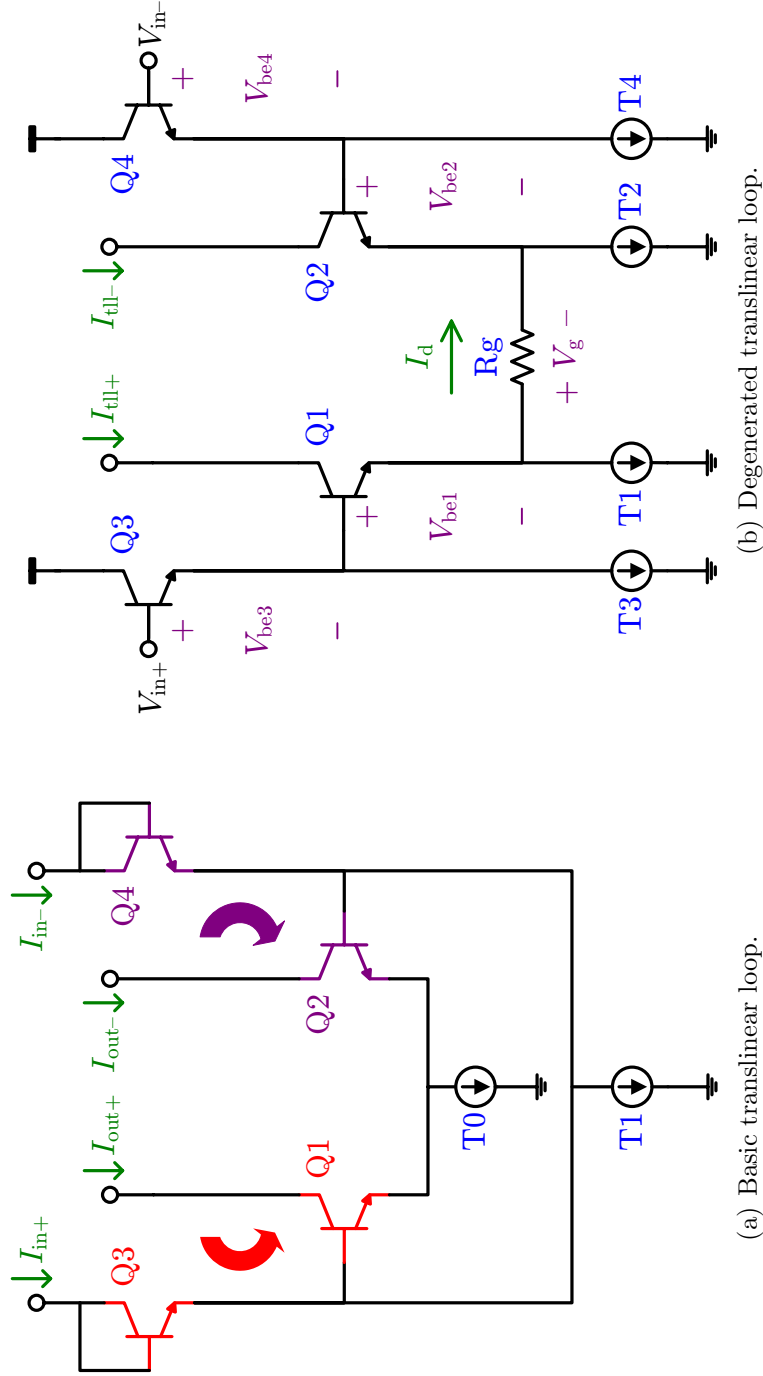 I_in+
I_out+
I_out−
I_in−
Q3
Q4
Q1
Q2
T0
T1
(a) Basic translinear loop.
I_tll+
I_tll−
Q3
Q4
V_in+
V_in−
+
V_be3
−
+
V_be4
−
Q1
Q2
+
V_be1
−
+
V_be2
−
I_d
Rg
+ V_g −
T3
T1
T2
T4
(b) Degenerated translinear loop.